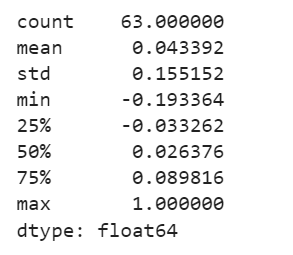 count    63.000000
mean      0.043392
std       0.155152
min      -0.193364
25%      -0.033262
50%       0.026376
75%       0.089816
max       1.000000
dtype: float64